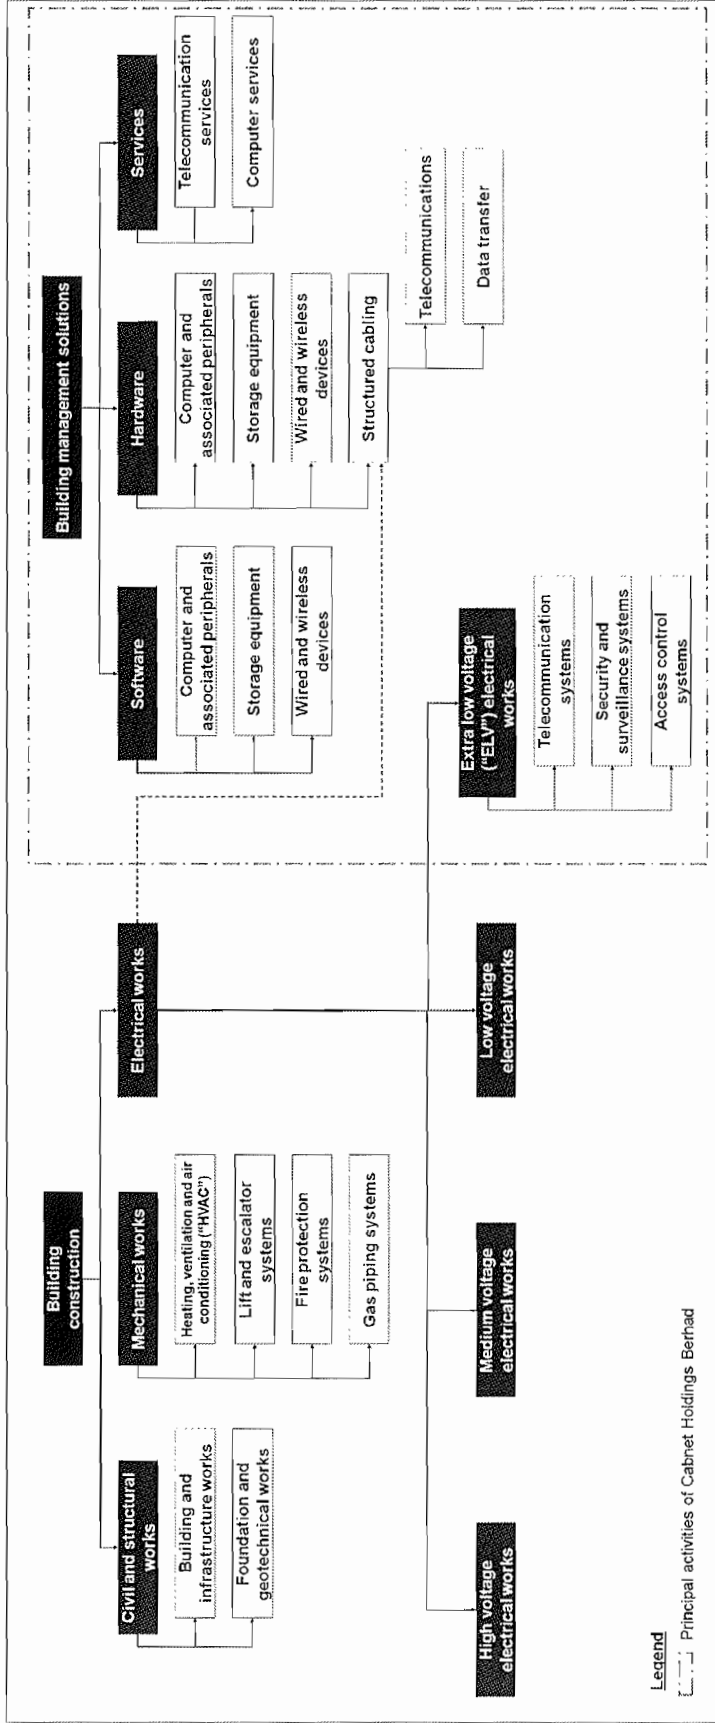 Building
construction
Building management solutions
Civil and structural
works
Mechanical works
Electrical works
Software
Hardware
Services
Building and
infrastructure works
Foundation and
geotechnical works
Heating, ventilation and air
conditioning ("HVAC")
Lift and escalator
systems
Fire protection
systems
Gas piping systems
Computer and
associated peripherals
Storage equipment
Wired and wireless
devices
Computer and
associated peripherals
Storage equipment
Wired and wireless
devices
Structured cabling
Telecommunications
Data transfer
Telecommunication
services
Computer services
High voltage
electrical works
Medium voltage
electrical works
Low voltage
electrical works
Extra low voltage
("ELV") electrical
works
Telecommunication
systems
Security and
surveillance systems
Access control
systems
Legend
Principal activities of Cabnet Holdings Berhad